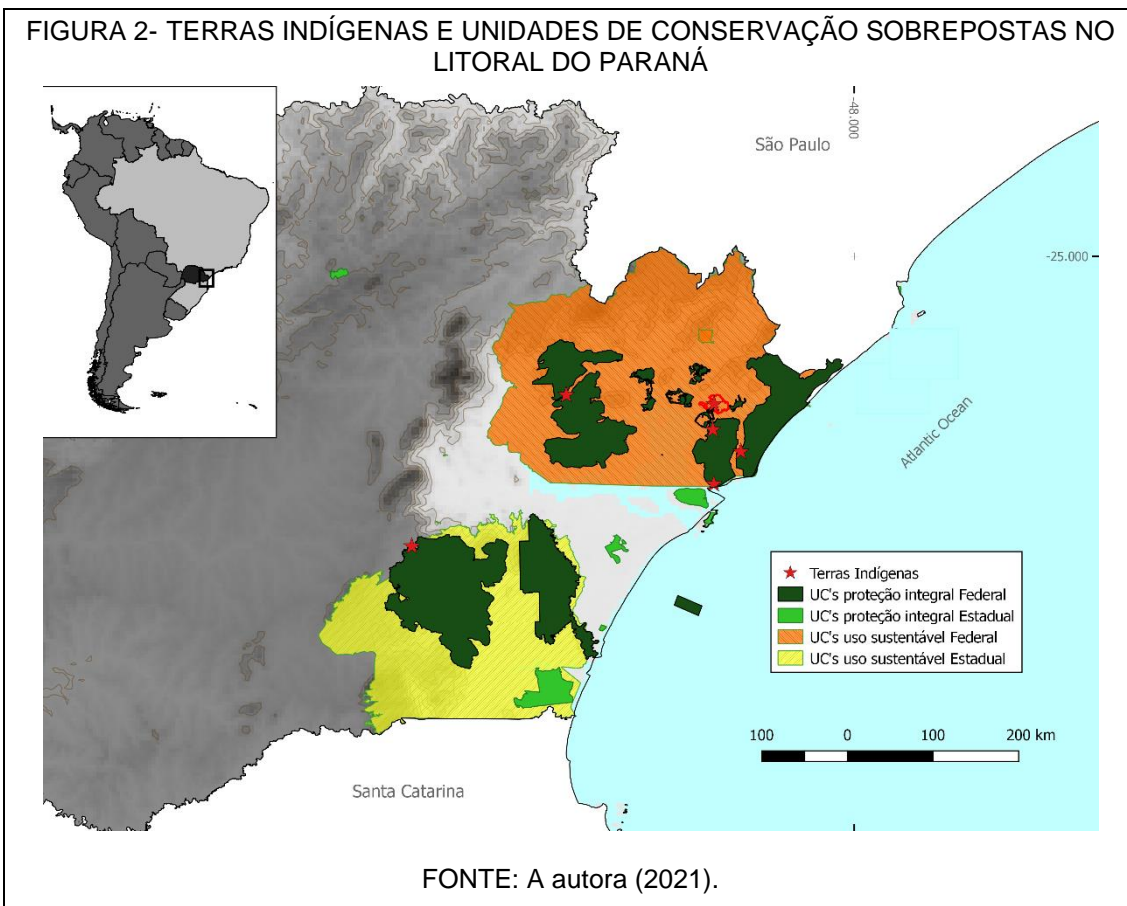 FIGURA 2- TERRAS INDÍGENAS E UNIDADES DE CONSERVAÇÃO SOBREPOSTAS NO
LITORAL DO PARANÁ
-48.000
São Paulo
-25.000
Atlantic Ocean
Terras Indígenas
UC's proteção integral Federal
UC's proteção integral Estadual
UC's uso sustentável Federal
UC's uso sustentável Estadual
100 0 100 200 km
Santa Catarina
FONTE: A autora (2021).